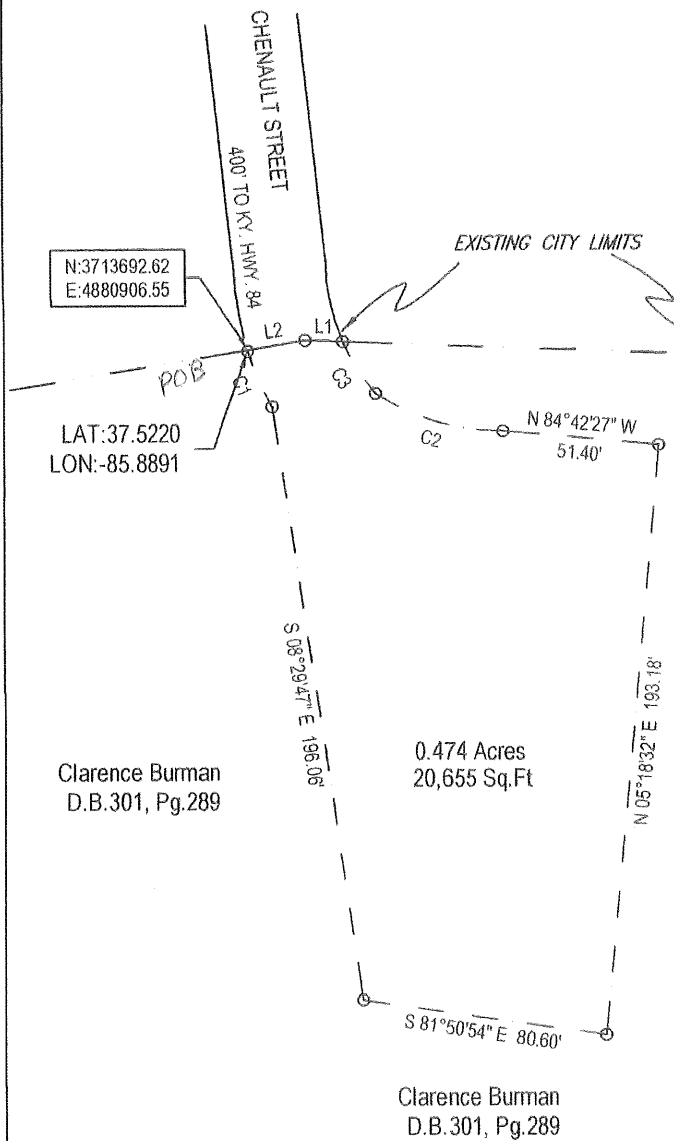 CHENAULT STREET
400' TO KY. HWY. 84
EXISTING CITY LIMITS
N:3713692.62
E:4880906.55
L2
L1
POB
C1
C3
LAT:37.5220
LON:-85.8891
C2
N 84°42'27" W
51.40'
S 08°29'47" E 196.06'
N 05°18'32" E 193.18'
0.474 Acres
20,655 Sq.Ft
Clarence Burman
D.B.301, Pg.289
S 81°50'54" E 80.60'
Clarence Burman
D.B.301, Pg.289